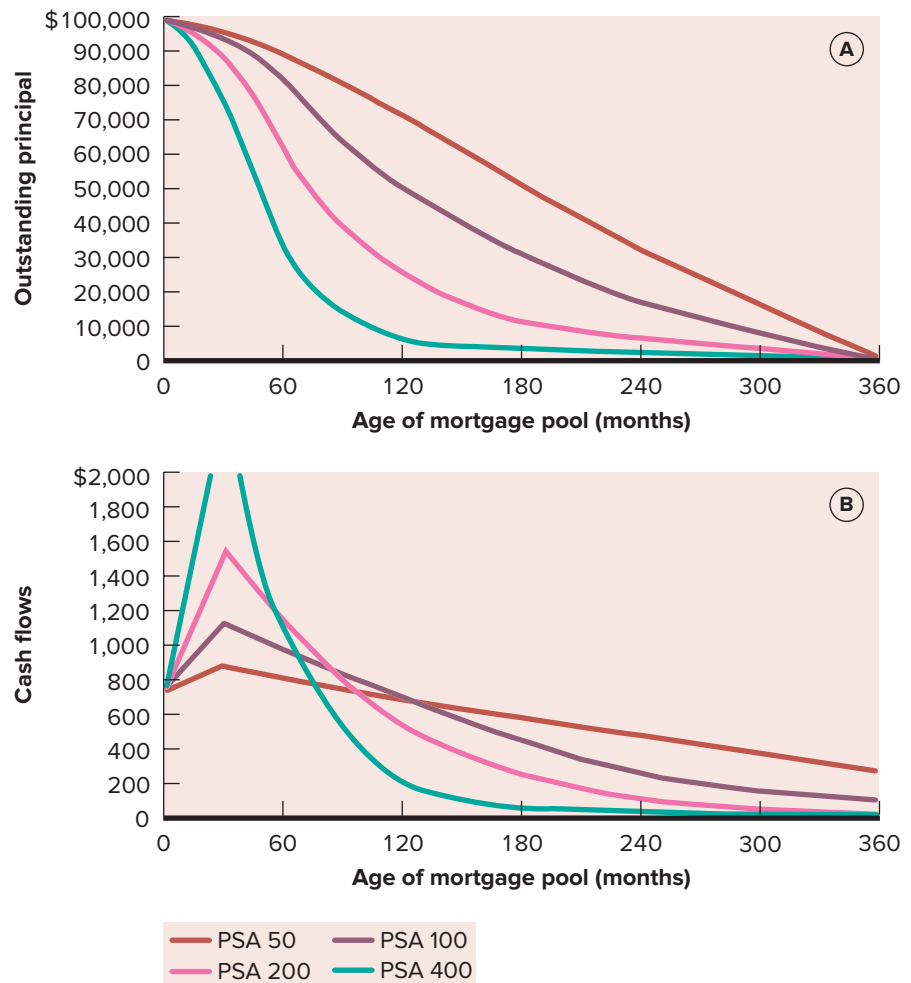 Outstanding principal
$100,000
90,000
80,000
70,000
60,000
50,000
40,000
30,000
20,000
10,000
0
A
0 60 120 180 240 300 360
Age of mortgage pool (months)
Cash flows
$2,000
1,800
1,600
1,400
1,200
1,000
800
600
400
200
0
B
0 60 120 180 240 300 360
Age of mortgage pool (months)
PSA 50 PSA 100
PSA 200 PSA 400